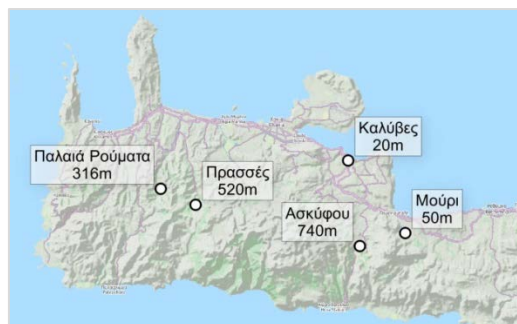 Καλύβες
20m
Παλαιά Ρούματα
316m
Πρασσές
520m
Μούρι
50m
Ασκύφου
740m